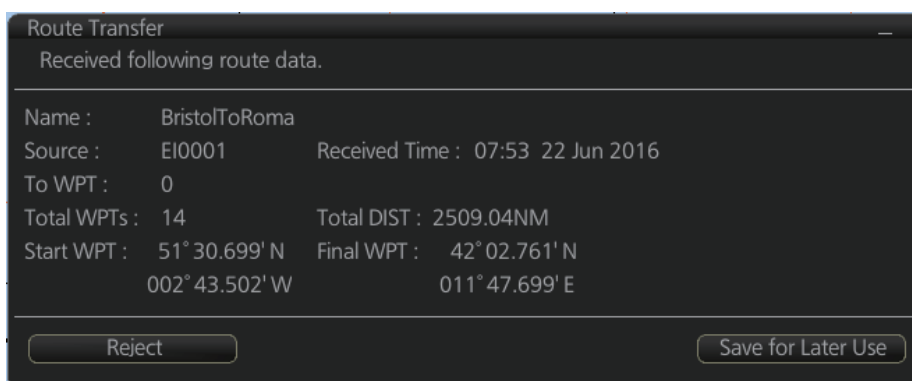 Route Transfer
Received following route data.
Name : BristolToRoma
Source : EI0001 Received Time : 07:53 22 Jun 2016
To WPT : 0
Total WPTs : 14 Total DIST : 2509.04NM
Start WPT : 51°30.699' N Final WPT : 42°02.761' N
002°43.502' W 011°47.699' E
Reject Save for Later Use